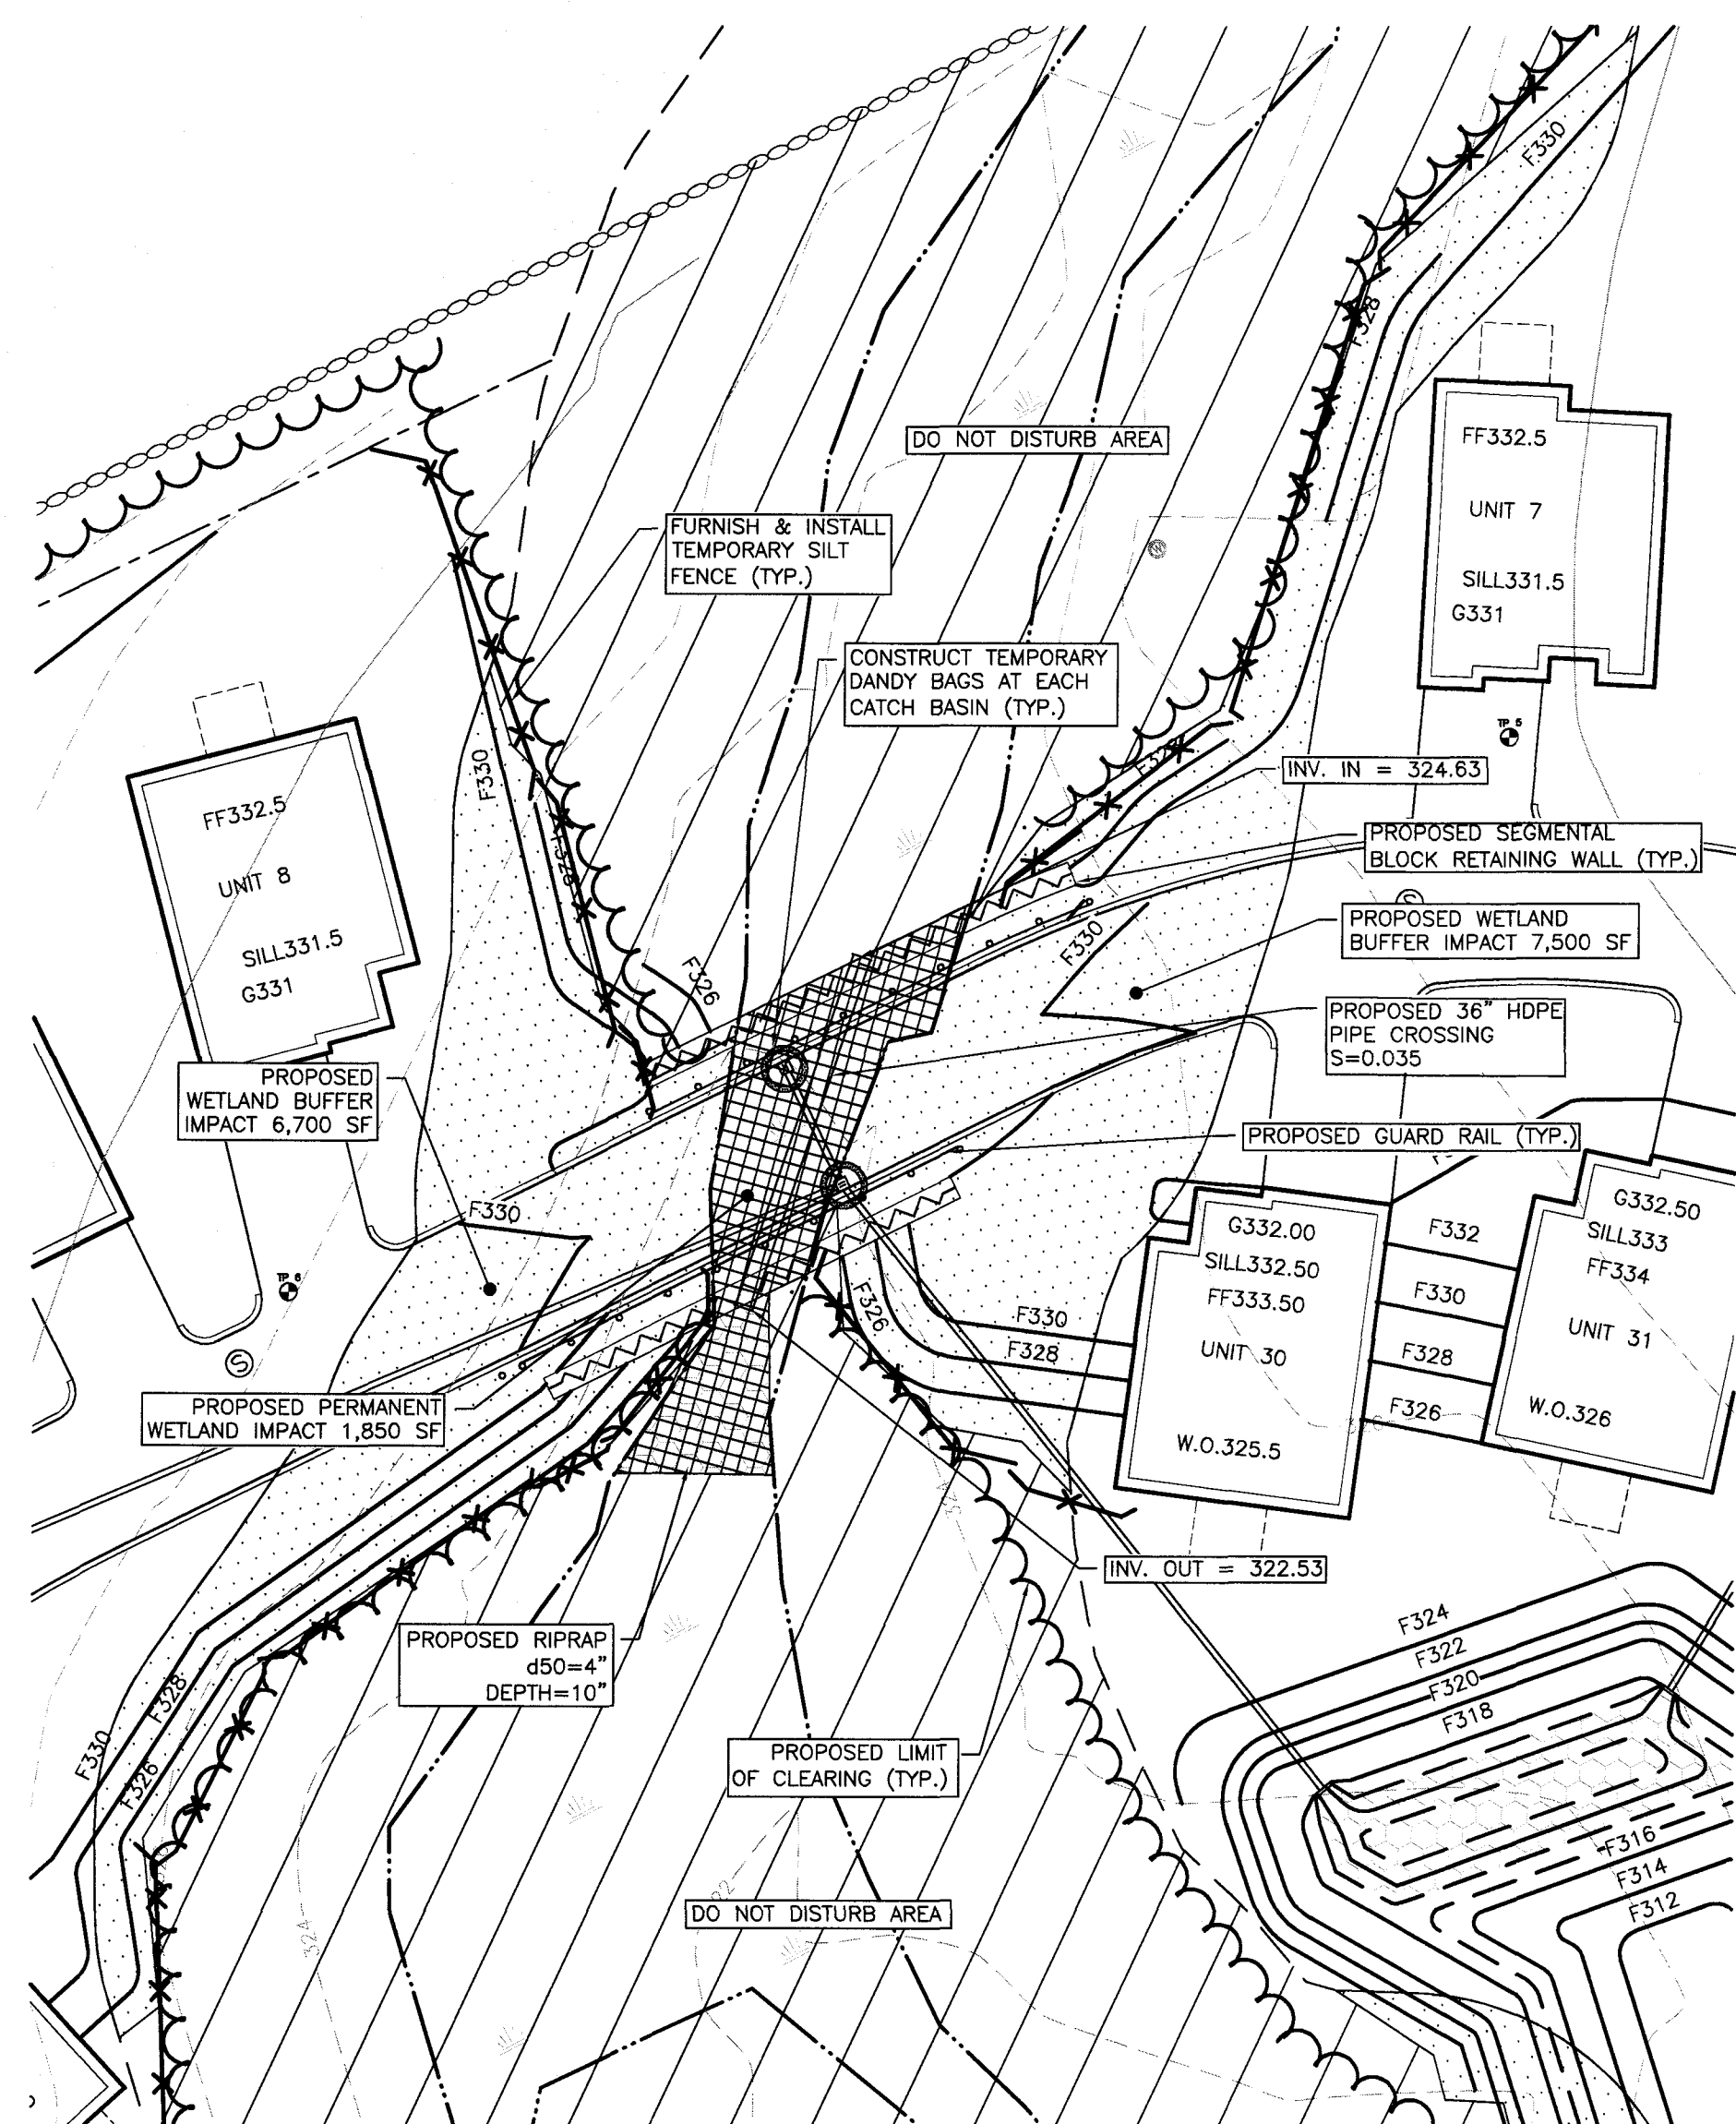 F330
F328
DO NOT DISTURB AREA
FF332.5
UNIT 7
SILL331.5
G331
FURNISH & INSTALL
TEMPORARY SILT
FENCE (TYP.)
CONSTRUCT TEMPORARY
DANDY BAGS AT EACH
CATCH BASIN (TYP.)
TP 5
F330
F328
INV. IN = 324.63
FF332.5
UNIT 8
SILL331.5
G331
PROPOSED SEGMENTAL
BLOCK RETAINING WALL (TYP.)
S
F328
PROPOSED WETLAND
BUFFER IMPACT 7,500 SF
F330
F326
PROPOSED 36" HDPE
PIPE CROSSING
S=0.035
PROPOSED
WETLAND BUFFER
IMPACT 6,700 SF
PROPOSED GUARD RAIL (TYP.)
F330
G332.00
SILL332.50
FF333.50
UNIT 30
W.O.325.5
F332
F330
F328
F326
G332.50
SILL333
FF334
UNIT 31
W.O.326
TP 6
F326
F330
F328
S
PROPOSED PERMANENT
WETLAND IMPACT 1,850 SF
INV. OUT = 322.53
PROPOSED RIPRAP
d50=4"
DEPTH=10"
F324
F322
F320
F318
F316
F314
F312
F328
F330
F326
PROPOSED LIMIT
OF CLEARING (TYP.)
DO NOT DISTURB AREA
324